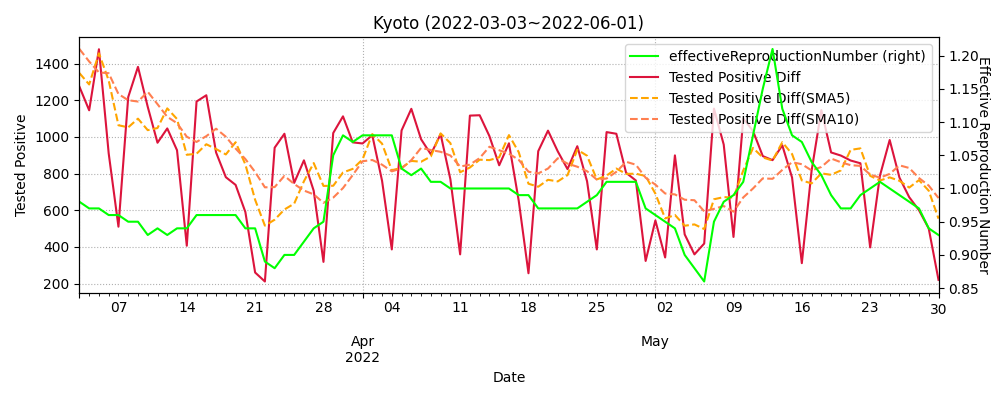 Kyoto (2022-03-03~2022-06-01)
effectiveReproductionNumber (right)
Tested Positive Diff
Tested Positive Diff(SMA5)
Tested Positive Diff(SMA10)
Tested Positive
1400
1200
1000
800
600
400
200
1.20
1.15
1.10
1.05
1.00
0.95
0.90
0.85
Effective Reproduction Number
07 14 21 28 04 11 18 25 02 09 16 23 30
Apr May
2022
Date